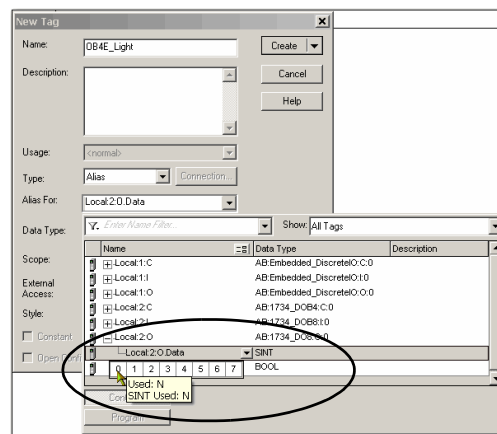 New Tag
Name: OB4E_Light Create
Description: Cancel
Help
Usage: <normal>
Type: Alias Connection...
Alias For: Local:2:O.Data
Data Type: Enter Name Filter... Show: All Tags
Name Data Type Description
Scope: Local:1:C AB:Embedded_DiscreteIO:C:0
Local:1:I AB:Embedded_DiscreteIO:I:0
External Access: Local:1:O AB:Embedded_DiscreteIO:O:0
Local:2:C AB:1734_DOB4:C:0
Style: Local:2:I AB:1734_DOB8:I:0
Constant Local:2:O AB:1734_DO8:O:0
Local:2:O.Data SINT
Open 0 1 2 3 4 5 6 7 BOOL
Used: N
SINT Used: N
Program